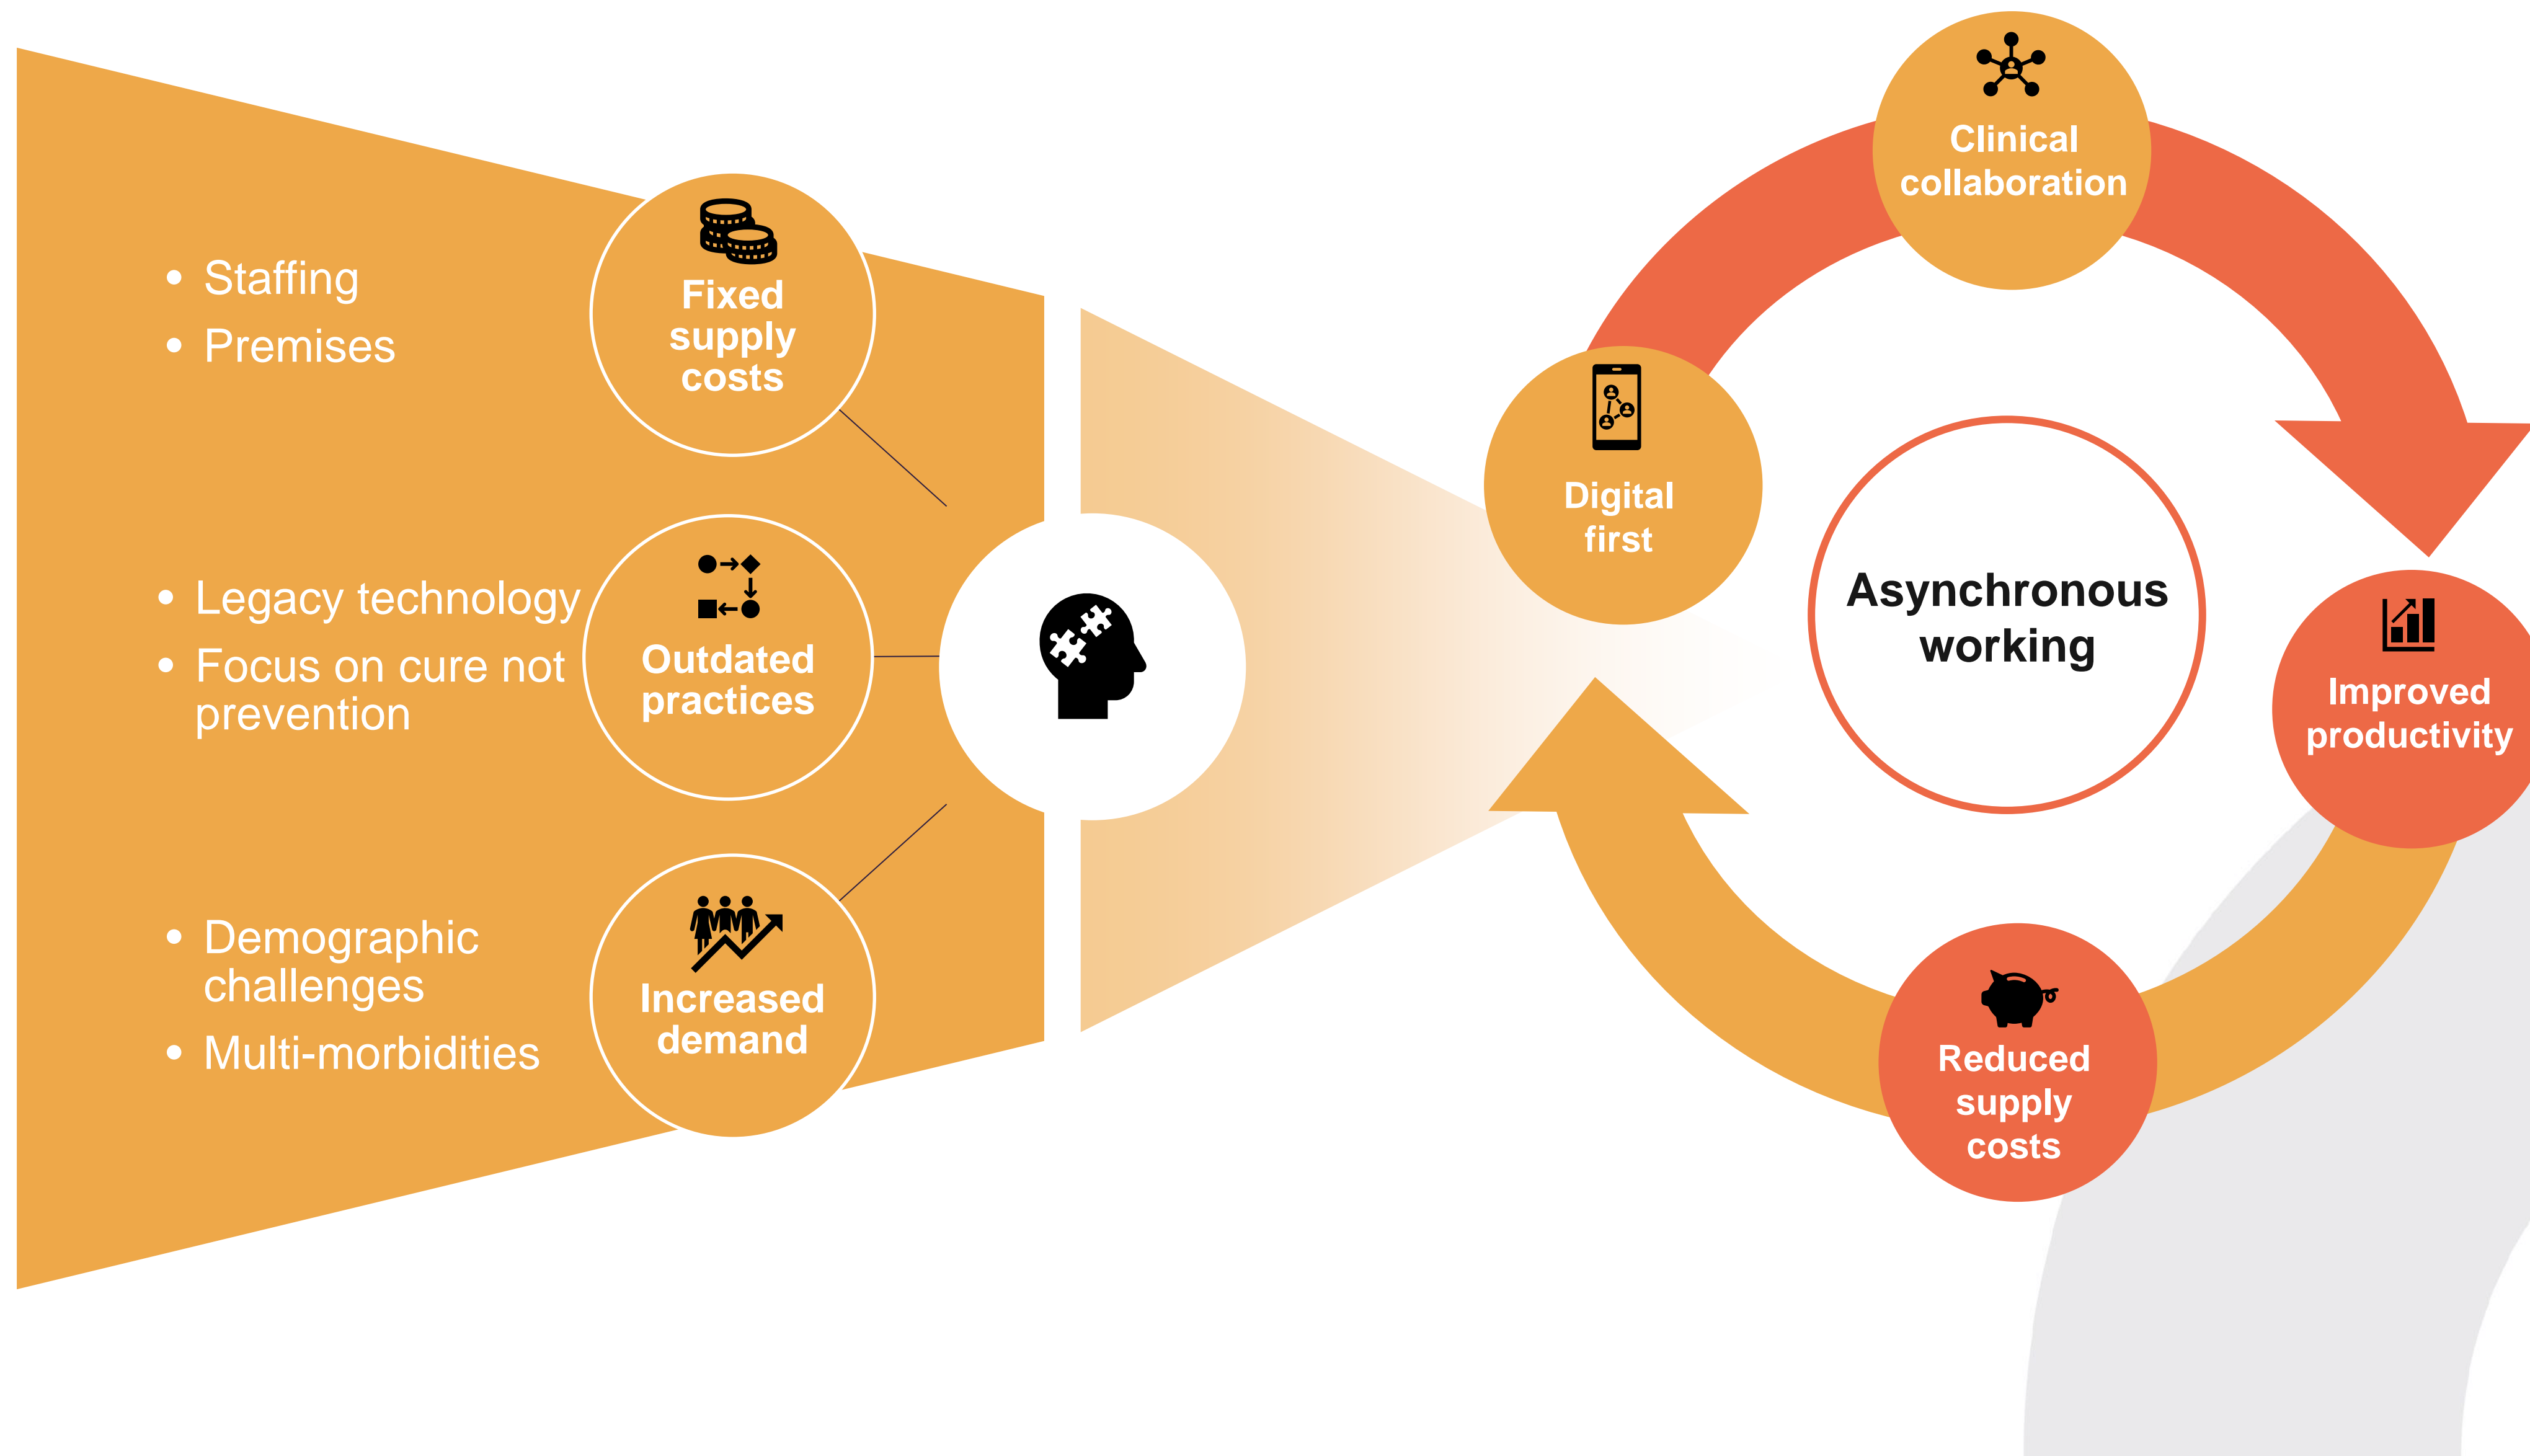 • Staffing
• Premises
Fixed
supply
costs
• Legacy technology
• Focus on cure not
prevention
Outdated
practices
• Demographic
challenges
• Multi-morbidities
Increased
demand
Clinical
collaboration
Digital
first
Asynchronous
working
Improved
productivity
Reduced
supply
costs